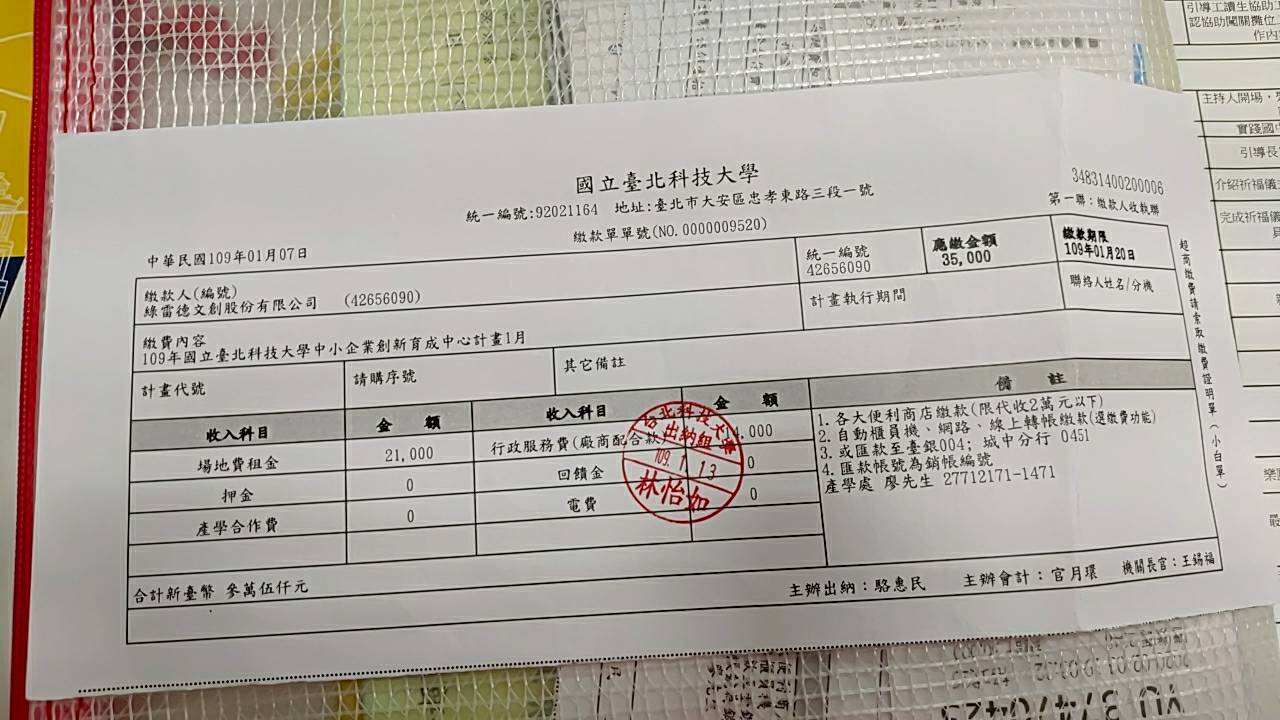 國立臺北科技大學
34831400200006
統一編號:92021164 地址:臺北市大安區忠孝東路三段一號
第一聯:繳款人收執聯
繳款單單號(NO.0000009520)
中華民國109年01月07日
繳款人(編號)
綠雷德文創股份有限公司 (42656090)
統一編號
42656090
應繳金額
35,000
繳款期限
109年01月20日
繳費內容
109年國立臺北科技大學中小企業創新育成中心計畫1月
計畫執行期間
聯絡人姓名/分機
計畫代號
請購序號
其它備註
收入科目 金 額 收入科目 金 額
備 註
場地費租金 21,000 行政服務費(廠商配合款 ,000
押金 0 回饋金 0
產學合作費 0 電費 0
1. 各大便利商店繳款(限代收2萬元以下)
2. 自動櫃員機、網路、線上轉帳繳款(選繳費功能)
3. 或匯款至臺銀004; 城中分行 0451
4. 匯款帳號為銷帳編號
產學處 廖先生 27712171-1471
台北科技大學
出納組
109. 1. 13
林怡如
合計新臺幣 參萬伍仟元
主辦出納:駱惠民 主辦會計:官月環 機關長官:王錫福
超商繳費請索取繳費證明單(小白單)
引導工讀生協助工
認協助闖關攤位
作內
主持人開場,
實踐國中
引導長
介紹祈福儀
完成祈福儀